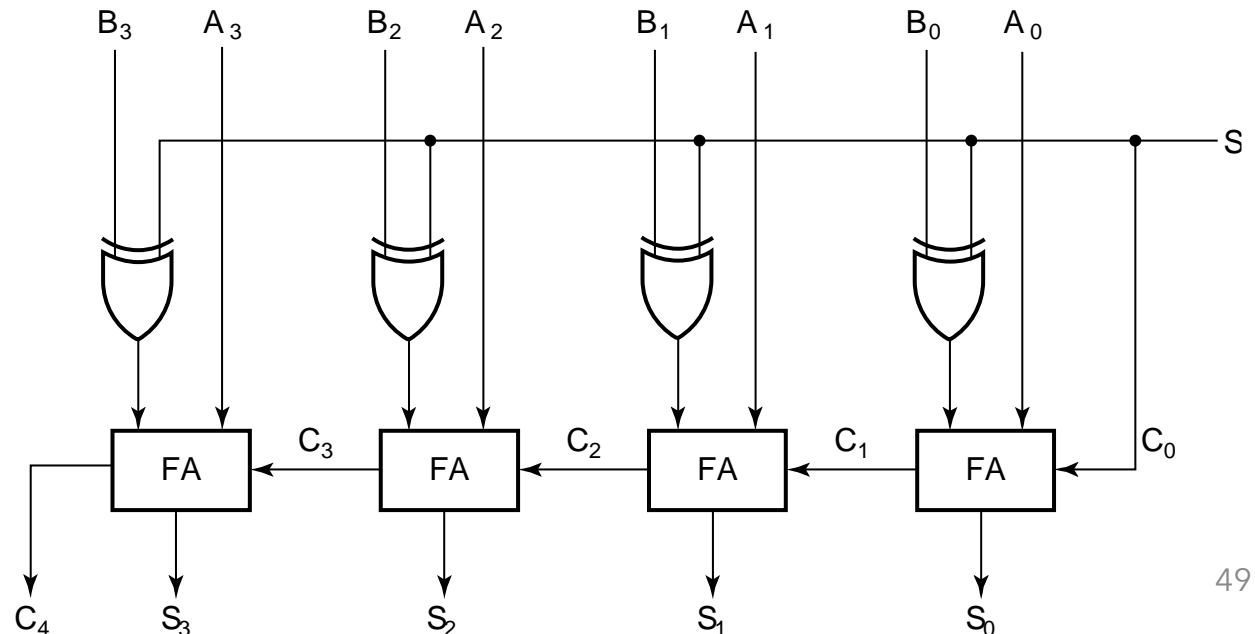 B3 A3 B2 A2 B1 A1 B0 A0
S
C3 C2 C1 C0
FA FA FA FA
49
C4 S3 S2 S1 S0